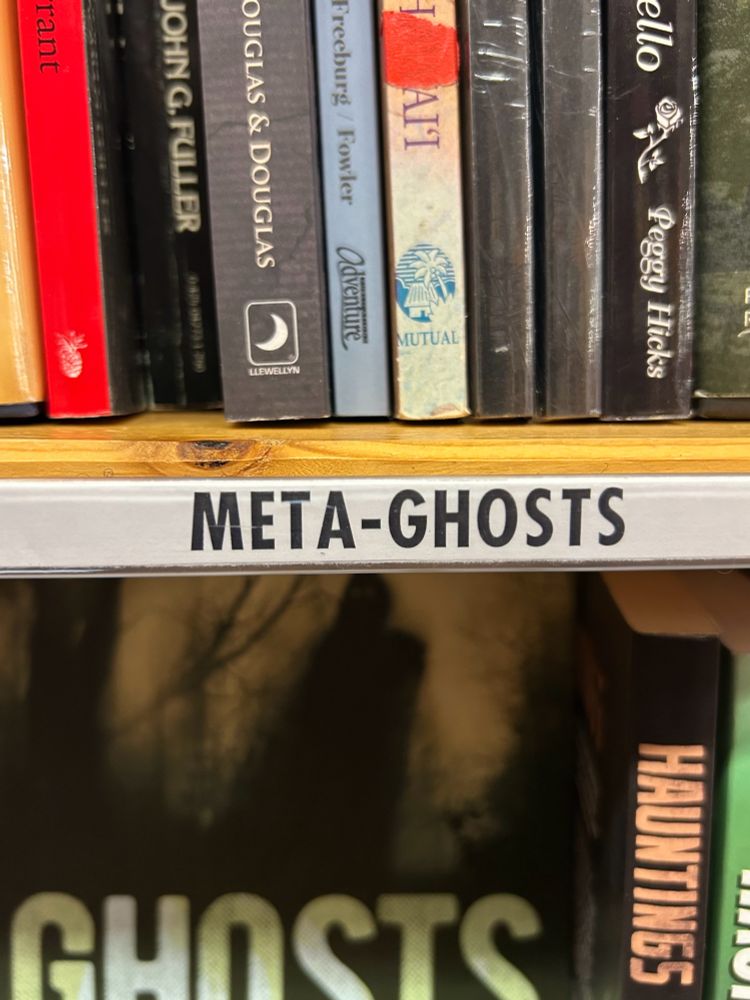 rant
JOHN G. FULLER
OUGLAS & DOUGLAS
LLEWELLYN
Freeburg / Fowler
Adventure
H
AI'I
MUTUAL
ello
Peggy Hicks
META-GHOSTS
GHOSTS
HAUNTINGS